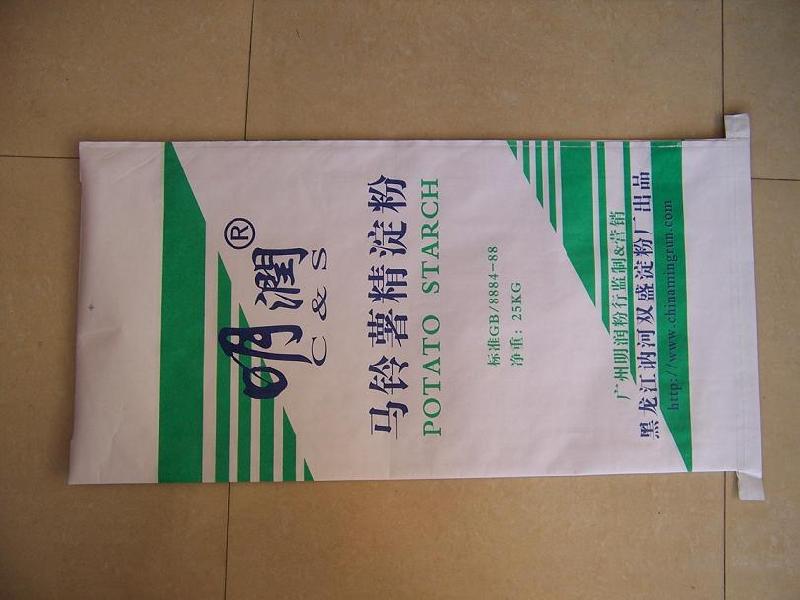 明潤®
C & S
马铃薯精淀粉
POTATO STARCH
标准GB/8884-88
净重：25KG
广州明润粉行监制&营销
黑龙江讷河双盛淀粉厂出品
http://www.chinamingrun.com